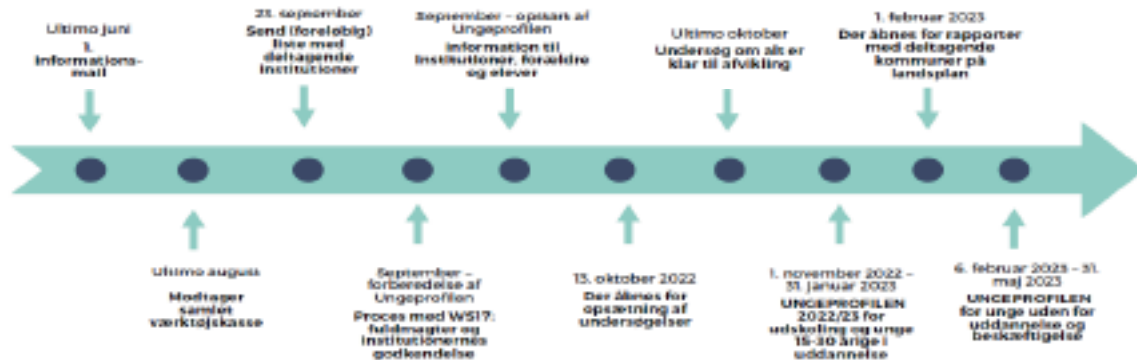 Ultimo juni
1.
Informations-
mail
23. september
Send (foreløbig)
liste med
deltagende
institutioner
September – opstart af
Ungeprofilen
Information til
institutioner, forældre
og elever
Ultimo oktober
Undersøg om alt er
klar til afvikling
1. februar 2023
Der åbnes for rapporter
med deltagende
kommuner på
landsplan
Ultimo august
Modtager
samlet
værktøjskasse
September –
forberedelse af
Ungeprofilen
Proces med WS17:
fuldmagter og
institutionernes
godkendelse
13. oktober 2022
Der åbnes for
opsætning af
undersøgelser
1. november 2022 –
31. januar 2023
UNGEPROFILEN
2022/23 for
udskoling og unge
15-30 årige i
uddannelse
6. februar 2023 – 31.
maj 2023
UNGEPROFILEN
for unge uden for
uddannelse og
beskæftigelse